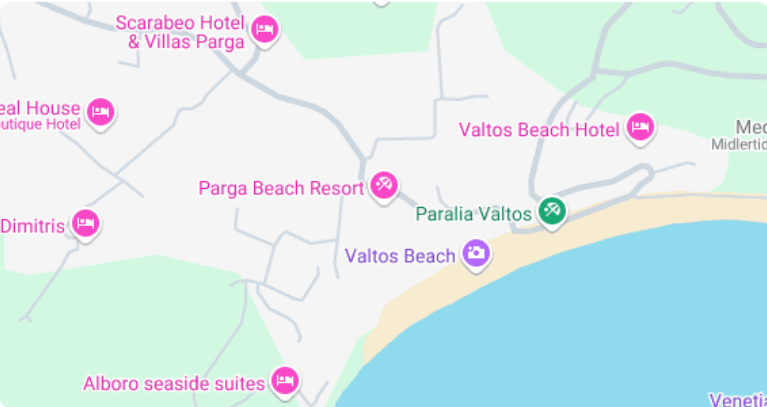 Scarabeo Hotel
& Villas Parga
eal House
outique Hotel
Valtos Beach Hotel
Med
Midlertid
Parga Beach Resort
Paralia Valtos
Dimitris
Valtos Beach
Alboro seaside suites
Venetia